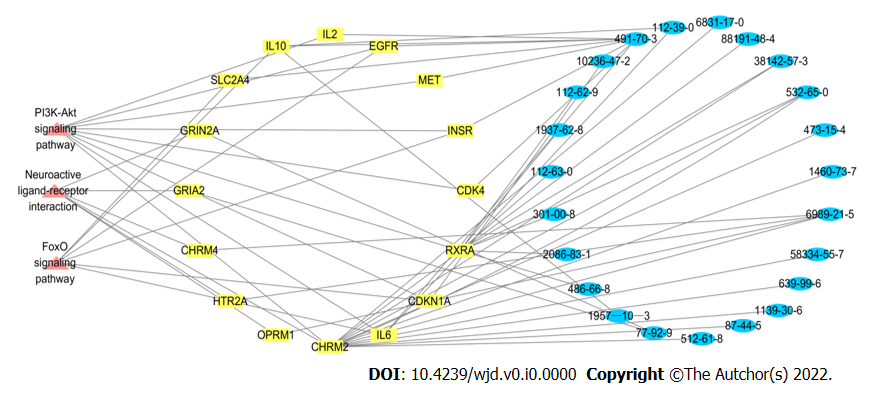 PI3K-Akt
signaling
pathway
Neuroactive
ligand-receptor
interaction
FoxO
signaling
pathway
IL2
IL10
EGFR
SLC2A4
MET
GRIN2A
INSR
GRIA2
CDK4
CHRM4
RXRA
HTR2A
CDKN1A
OPRM1
IL6
CHRM2
6831-17-0
112-39-0
491-70-3
88191-48-4
10236-47-2
38142-57-3
112-62-9
532-65-0
1937-62-8
473-15-4
112-63-0
1460-73-7
301-00-8
6989-21-5
2086-83-1
58334-55-7
486-66-8
639-99-6
1957—10—3
1139-30-6
77-92-9
87-44-5
512-61-8
DOI: 10.4239/wjd.v0.i0.0000 Copyright ©The Autchor(s) 2022.